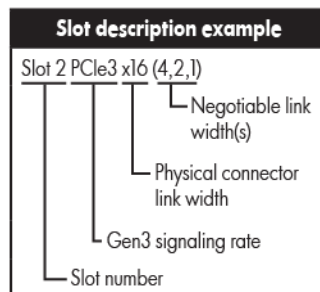 Slot description example
Slot 2 PCIe3 x16 (4,2,1)
Negotiable link
width(s)
Physical connector
link width
Gen3 signaling rate
Slot number